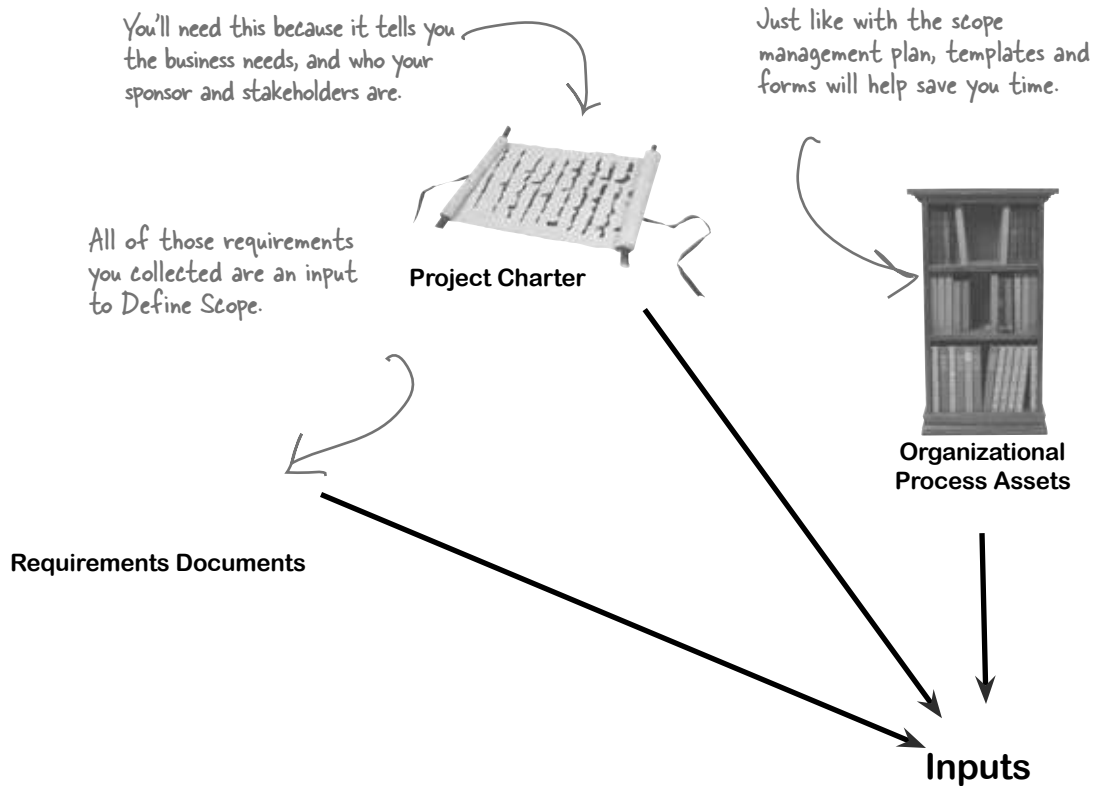 You'll need this because it tells you
the business needs, and who your
sponsor and stakeholders are.
Just like with the scope
management plan, templates and
forms will help save you time.
All of those requirements
you collected are an input
to Define Scope.
Project Charter
Organizational
Process Assets
Requirements Documents
Inputs